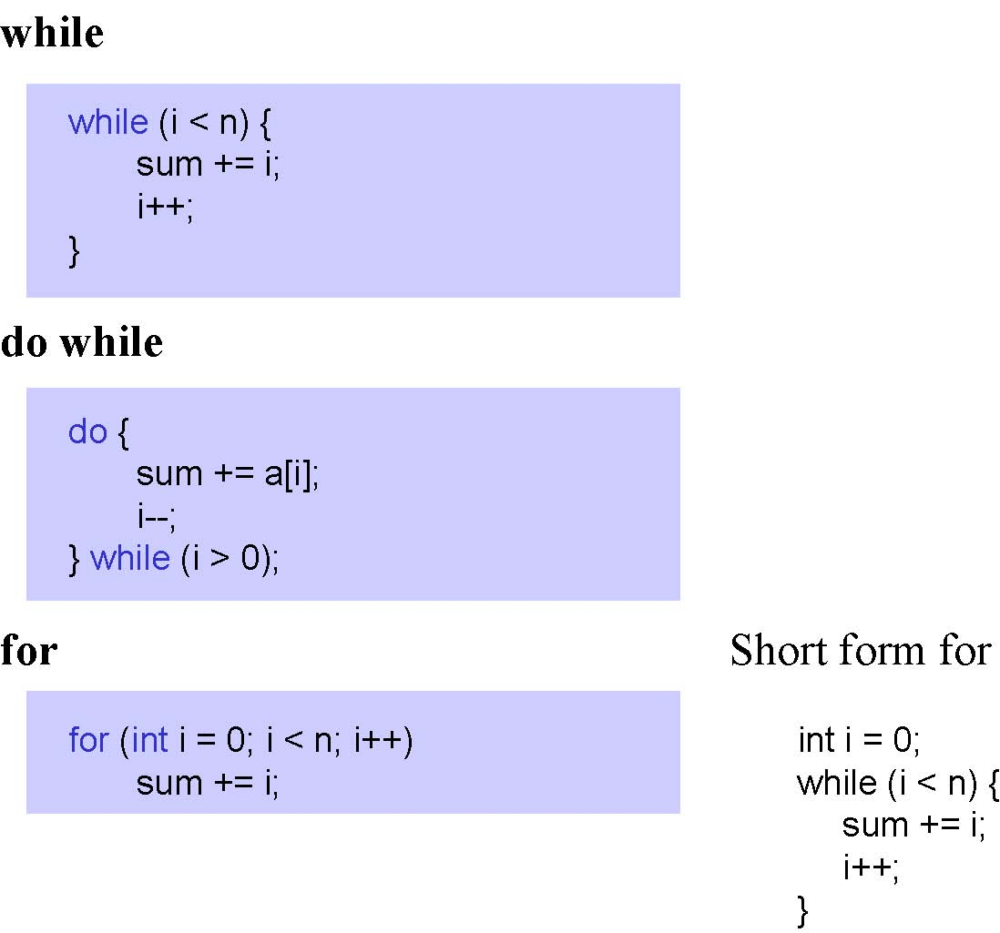 while
while (i < n) {
sum += i;
i++;
}
do while
do {
sum += a[i];
i--;
} while (i > 0);
for
for (int i = 0; i < n; i++)
sum += i;
Short form for
int i = 0;
while (i < n) {
sum += i;
i++;
}